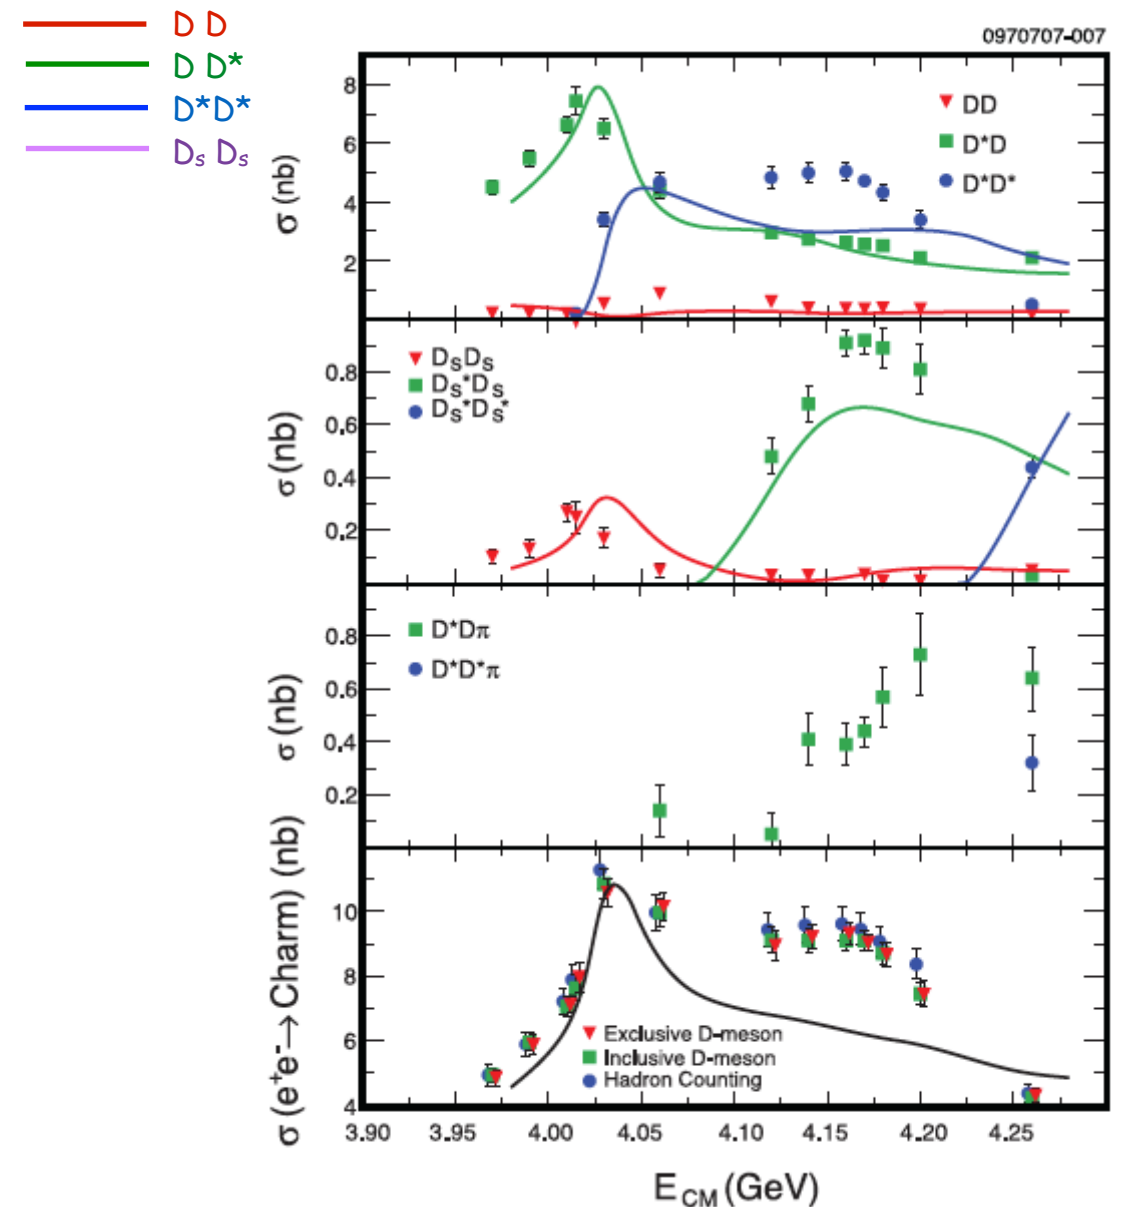 D D
D D*
D*D*
Ds Ds
0970707-007
σ (nb)
8
6
4
2
DD
D*D
D*D*
σ (nb)
0.8
0.6
0.4
0.2
DSDS
DS*DS
DS*DS*
σ (nb)
0.8
0.6
0.4
0.2
D*Dπ
D*D*π
σ (e+e-→ Charm) (nb)
10
8
6
4
Exclusive D-meson
Inclusive D-meson
Hadron Counting
3.90 3.95 4.00 4.05 4.10 4.15 4.20 4.25
ECM (GeV)